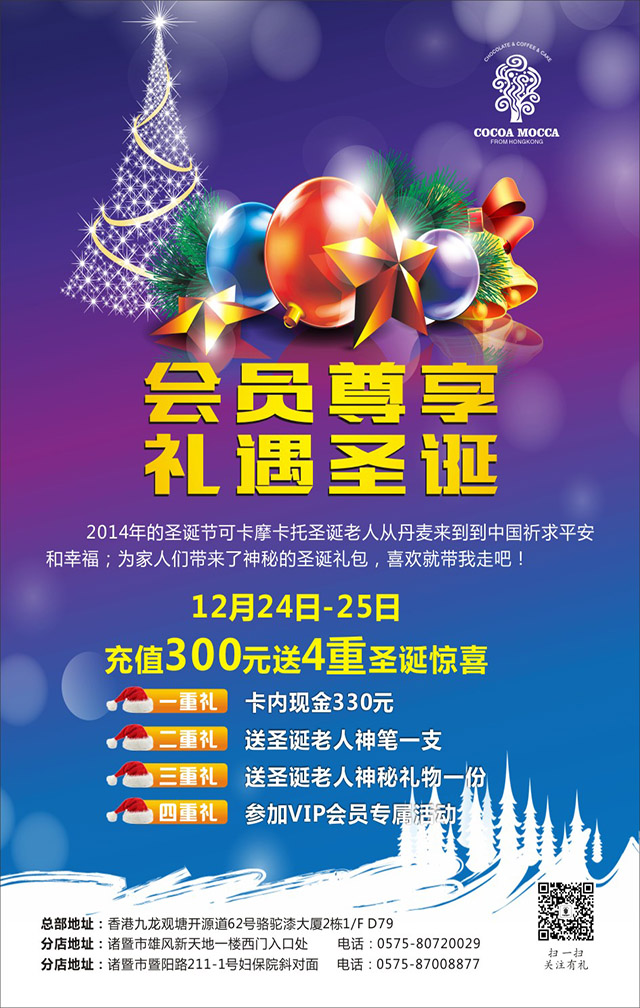 CHOCOLATE & COFFEE & CAKE
COCOA MOCCA
FROM HONGKONG
会员尊享
礼遇圣诞
2014年的圣诞节可卡摩卡托圣诞老人从丹麦来到到中国祈求平安
和幸福；为家人们带来了神秘的圣诞礼包，喜欢就带我走吧！
12月24日-25日
充值300元送4重圣诞惊喜
一重礼 卡内现金330元
二重礼 送圣诞老人神笔一支
三重礼 送圣诞老人神秘礼物一份
四重礼 参加VIP会员专属活动
总部地址：香港九龙观塘开源道62号骆驼漆大厦2栋1/F D79
分店地址：诸暨市雄风新天地一楼西门入口处 电话：0575-80720029
分店地址：诸暨市暨阳路211-1号妇保院斜对面 电话：0575-87008877
扫一扫
关注有礼